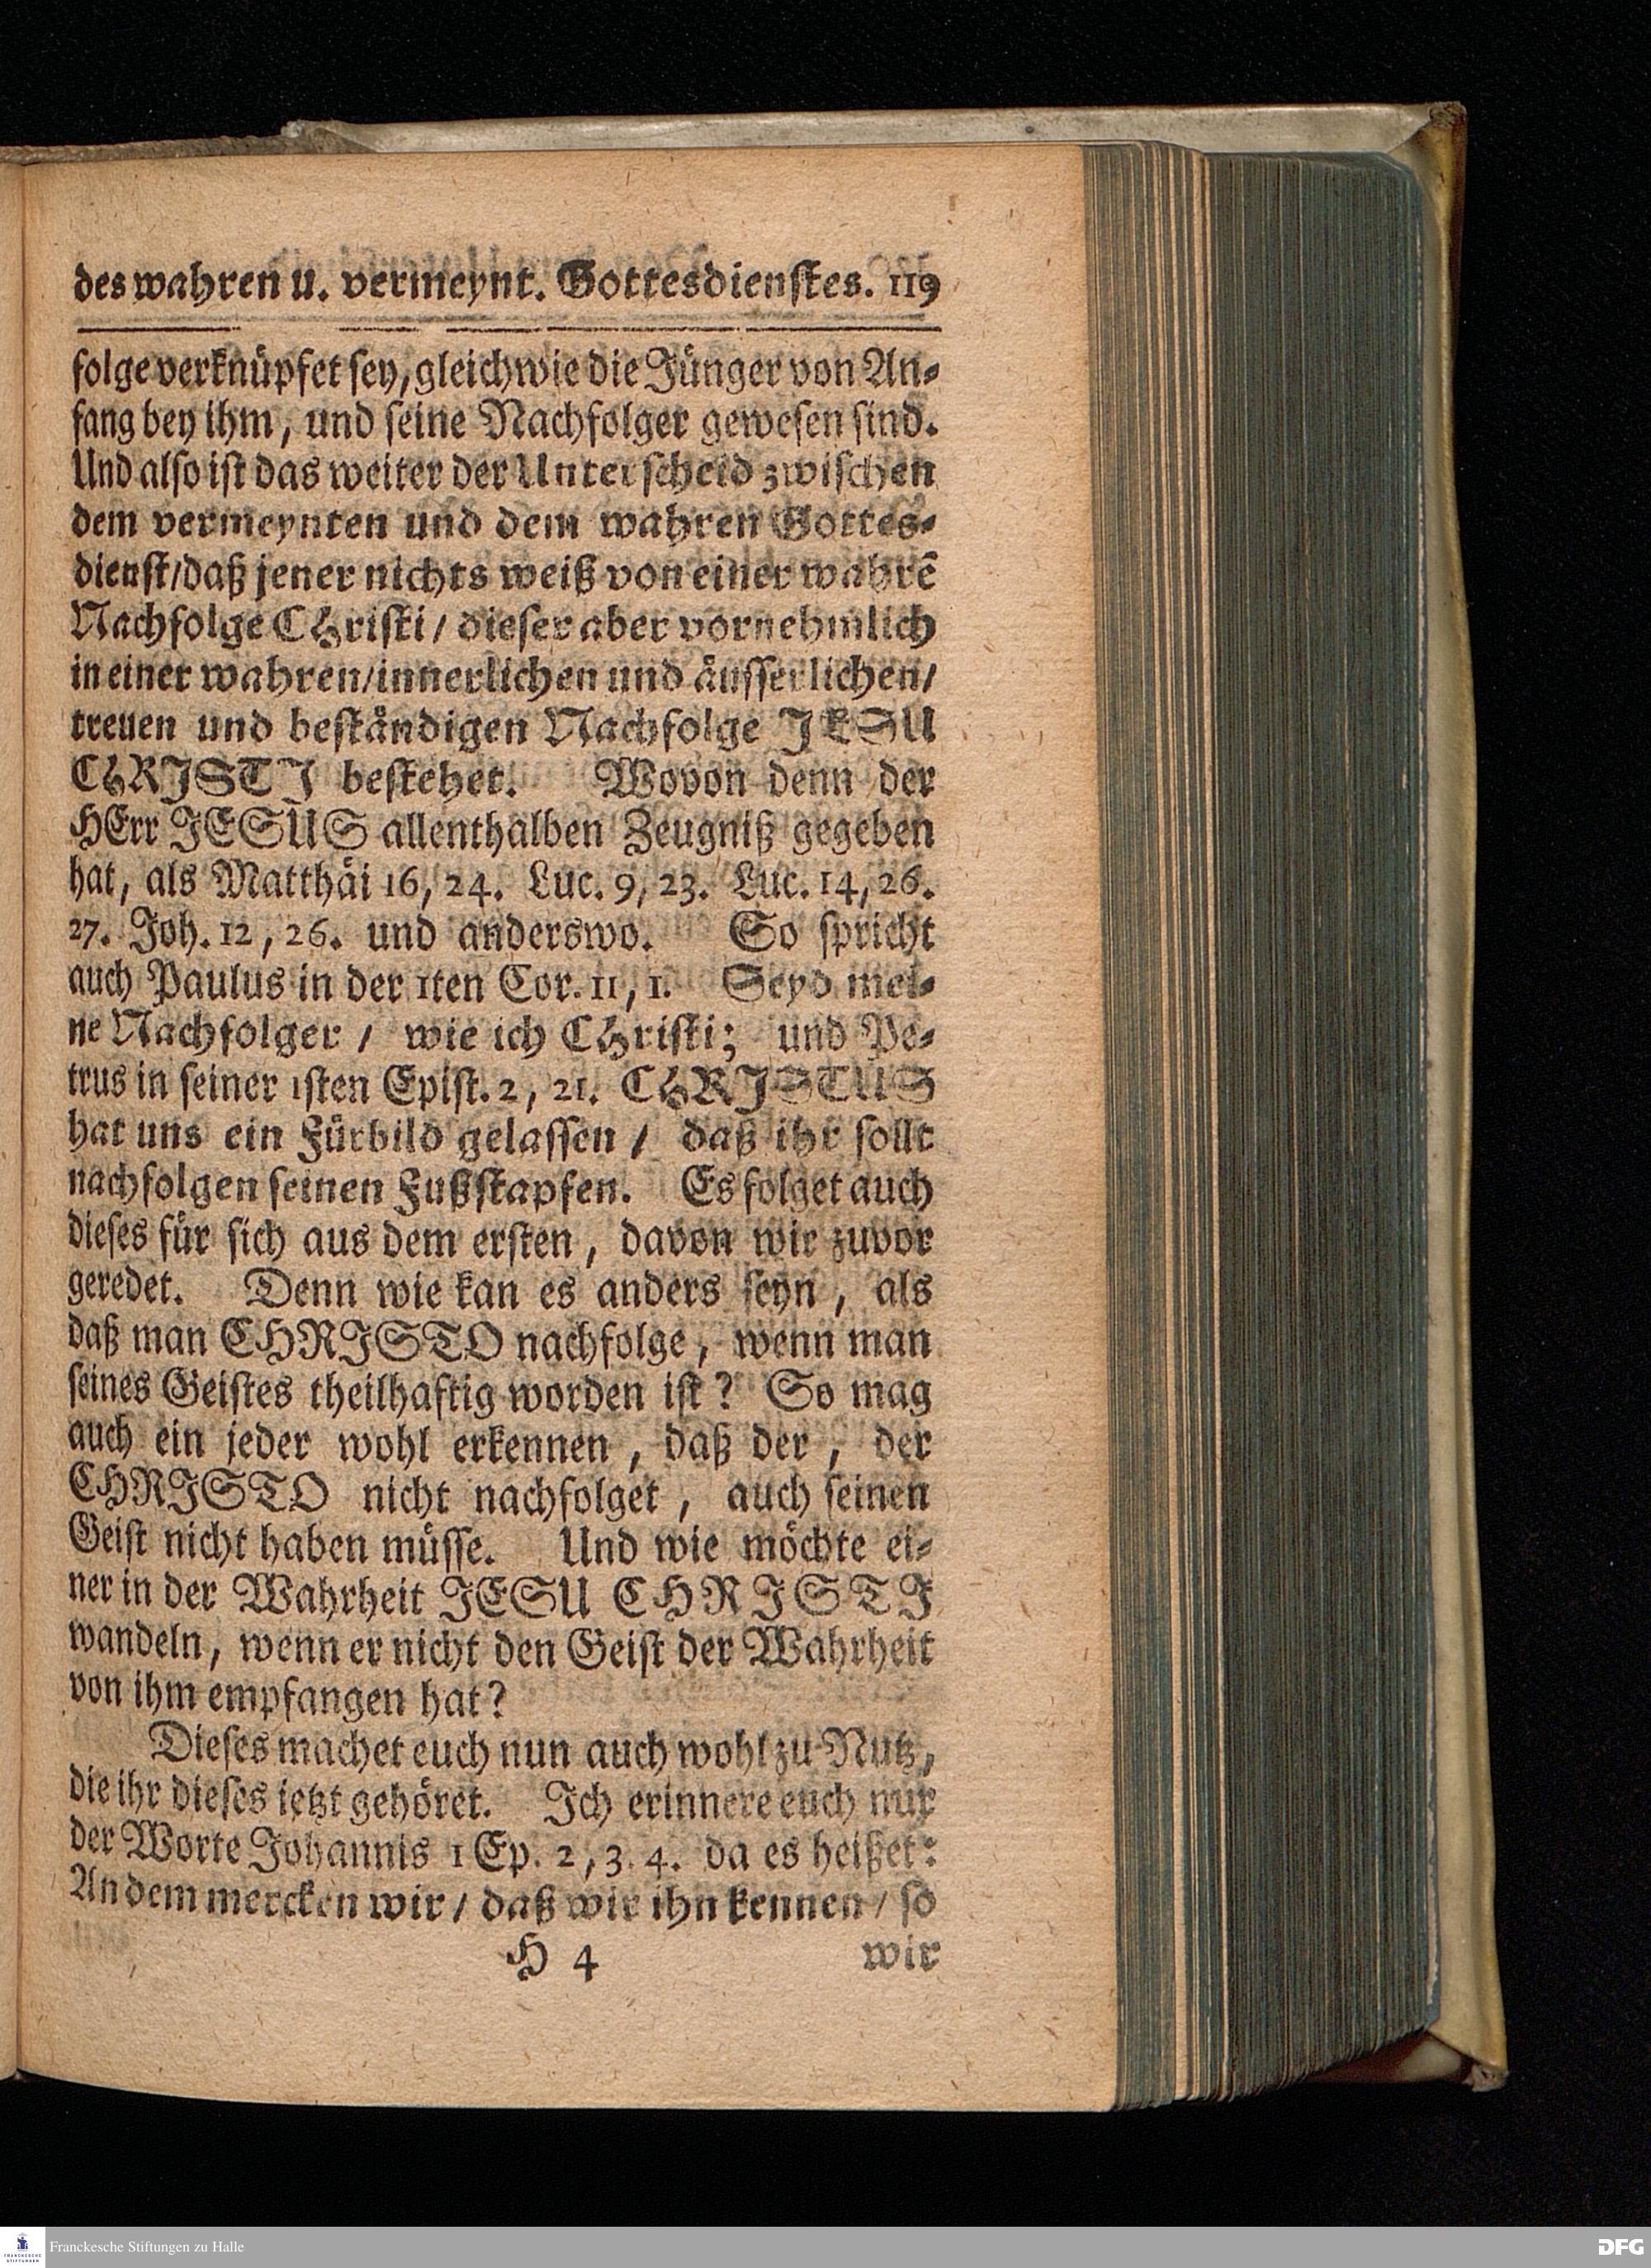 des wahren u. vermeynt. Gottesdienstes. 119
folge verknüpfet sey, gleichwie die Jünger von An-
fang bey ihm, und seine Nachfolger gewesen sind.
Und also ist das weiter der Unterscheid zwischen
dem vermeynten und dem wahren Gottes-
dienst/daß jener nichts weiß von einer wahrē
Nachfolge CHristi / dieser aber vornehmlich
in einer wahren/innerlichen und äusserlichen/
treuen und beständigen Nachfolge JESU
CHRISTI bestehet. Wovon denn der
HErr JESUS allenthalben Zeugniß gegeben
hat, als Matthäi 16, 24. Luc. 9, 23. Luc. 14, 26.
27. Joh. 12, 26. und anderswo. So spricht
auch Paulus in der 1ten Cor. 11, 1. Seyd mei-
ne Nachfolger / wie ich CHristi; und Pe-
trus in seiner 1sten Epist. 2, 21. CHRISTUS
hat uns ein Fürbild gelassen / daß ihr sollt
nachfolgen seinen Fußstapfen. Es folget auch
dieses für sich aus dem ersten, davon wir zuvor
geredet. Denn wie kan es anders seyn, als
daß man CHRISTO nachfolge, wenn man
seines Geistes theilhaftig worden ist? So mag
auch ein jeder wohl erkennen, daß der, der
CHRISTO nicht nachfolget, auch seinen
Geist nicht haben müsse. Und wie möchte ei-
ner in der Wahrheit JESU CHRISTI
wandeln, wenn er nicht den Geist der Wahrheit
von ihm empfangen hat?
Dieses machet euch nun auch wohl zu Nutz,
die ihr dieses ietzt gehöret. Ich erinnere euch nur
der Worte Johannis 1 Ep. 2, 3. 4. da es heißet:
An dem mercken wir / daß wir ihn kennen / so
H 4 wir
FRANCKESCHE STIFTUNGEN
Franckesche Stiftungen zu Halle
DFG